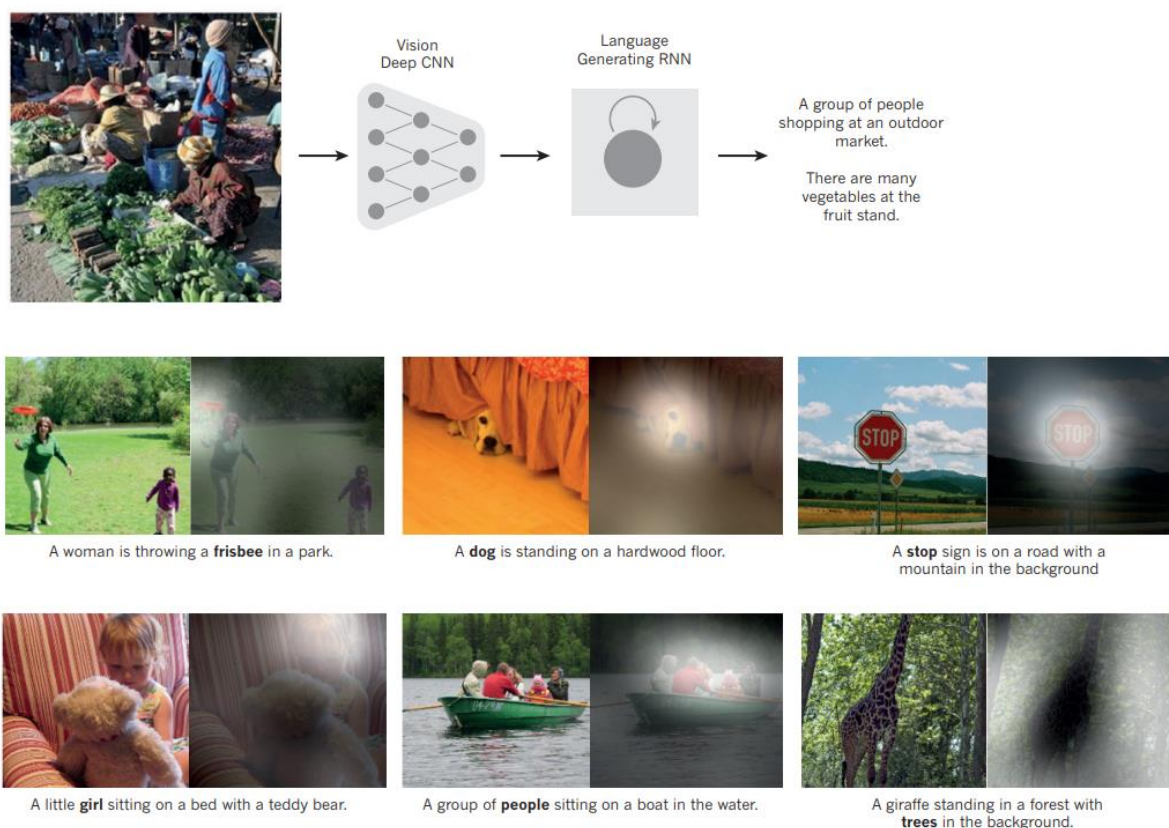 Vision
Deep CNN
Language
Generating RNN
A group of people
shopping at an outdoor
market.
There are many
vegetables at the
fruit stand.
STOP
STOP
A woman is throwing a frisbee in a park.
A dog is standing on a hardwood floor.
A stop sign is on a road with a
mountain in the background
A little girl sitting on a bed with a teddy bear.
A group of people sitting on a boat in the water.
A giraffe standing in a forest with
trees in the background.